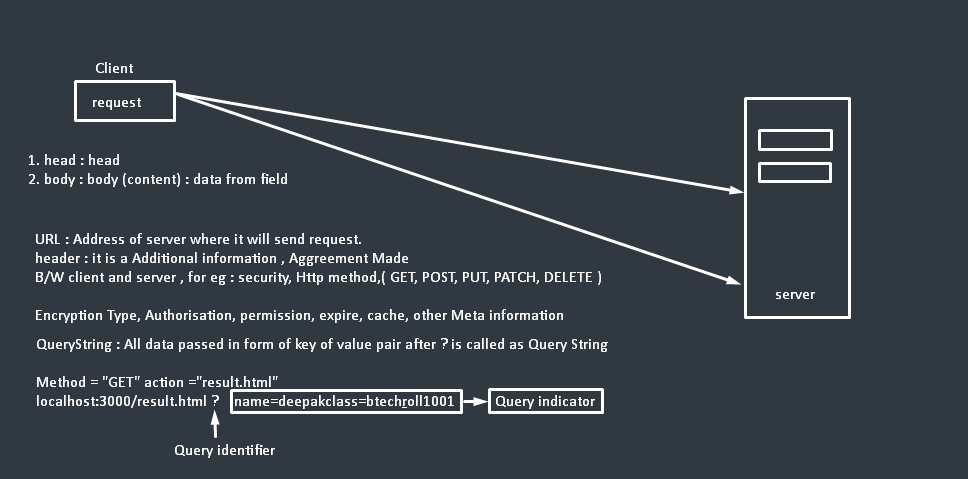 Client
request
1. head : head
2. body : body (content) : data from field
URL : Address of server where it will send request.
header : it is a Additional information , Aggreement Made
B/W client and server , for eg : security, Http method,( GET, POST, PUT, PATCH, DELETE )
server
Encryption Type, Authorisation, permission, expire, cache, other Meta information
QueryString : All data passed in form of key of value pair after ? is called as Query String
Method = "GET" action ="result.html"
localhost:3000/result.html ? name=deepakclass=btech_roll1001 Query indicator
Query identifier